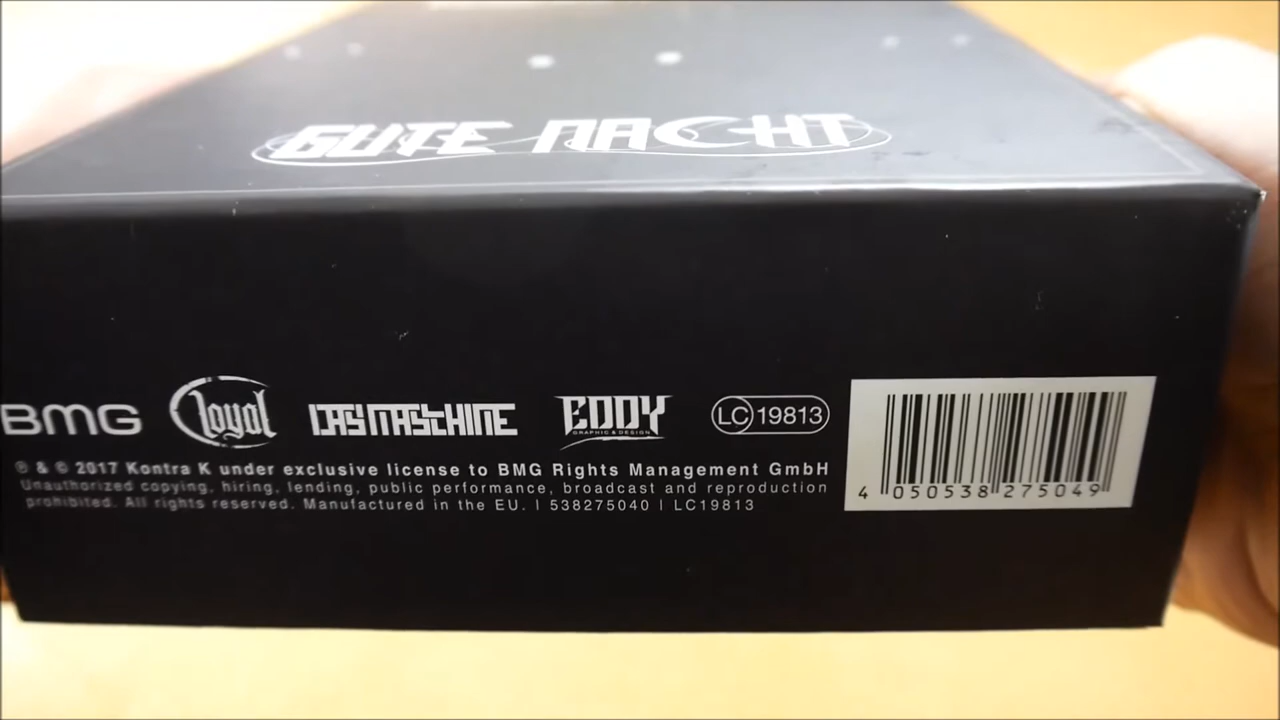 GUTE NACHT
BMG loyal DAS MASCHINE EDDY GRAPHIC & DESIGN LC 19813
℗ & © 2017 Kontra K under exclusive license to BMG Rights Management GmbH
Unauthorized copying, hiring, lending, public performance, broadcast and reproduction
prohibited. All rights reserved. Manufactured in the EU. | 538275040 | LC19813
4 050538 275049